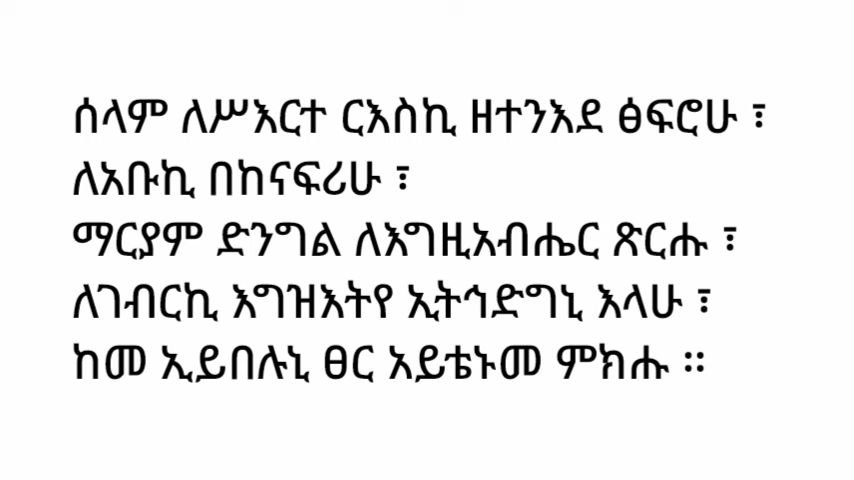 ሰላም ለሥእርተ ርእስኪ ዘተንእደ ፅፍሮሁ ፣
ለአቡኪ በከናፍሪሁ ፣
ማርያም ድንግል ለእግዚአብሔር ጽርሑ ፣
ለገብርኪ እግዝእትየ ኢትኅድግኒ እላሁ ፣
ከመ ኢይበሉኒ ፀር አይቴኑመ ምክሑ ።